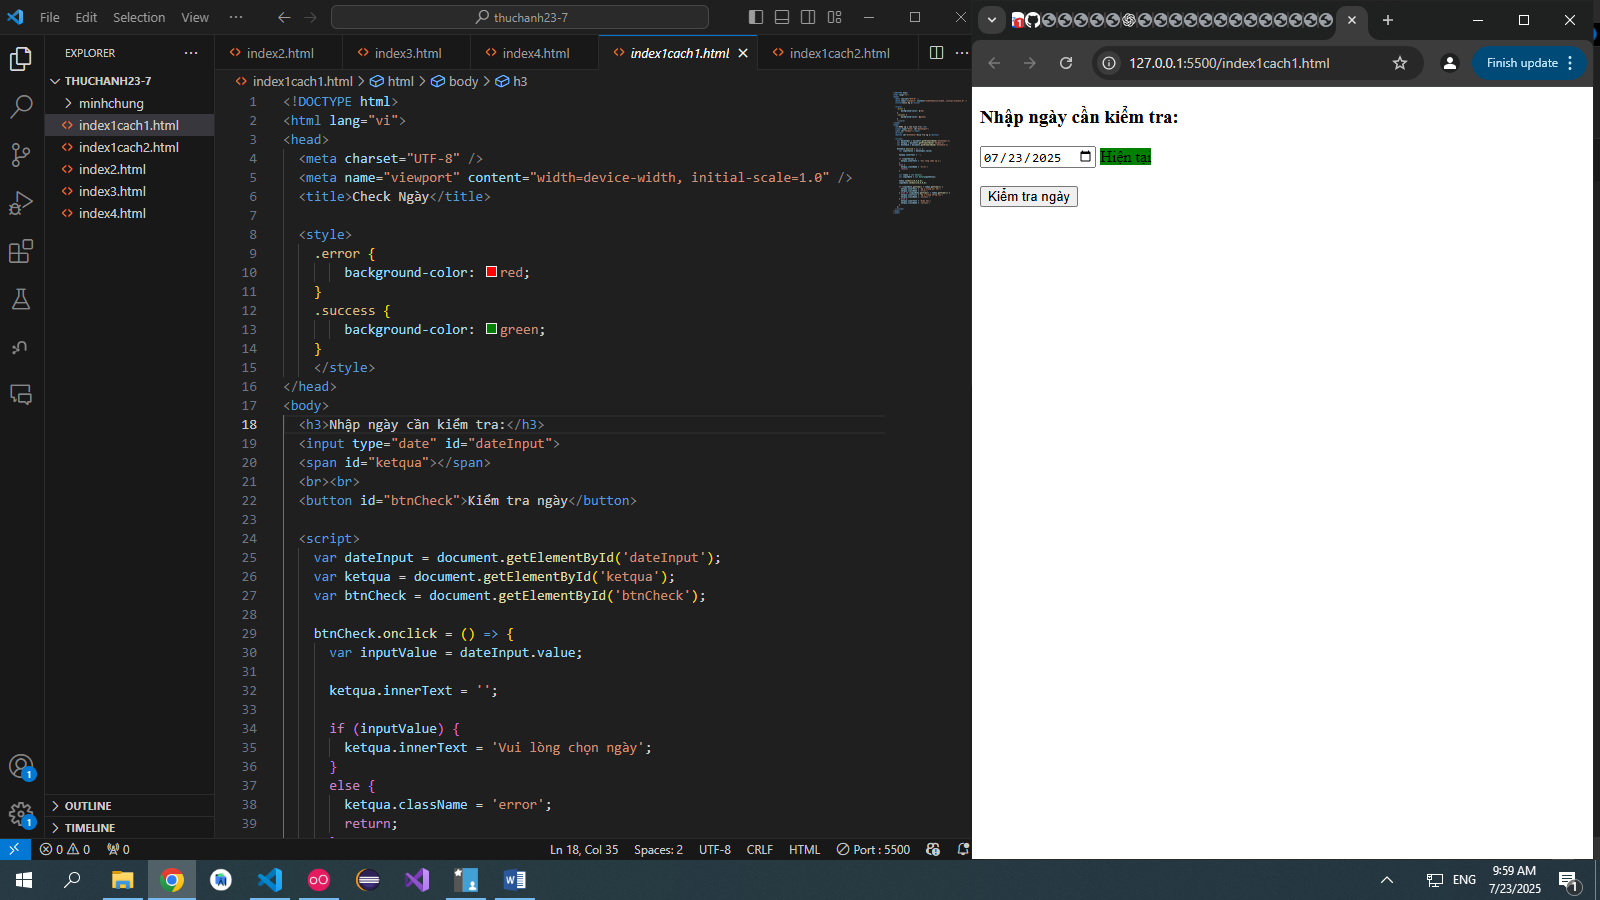 File Edit Selection View ··· thuchanh23-7
EXPLORER ···
THUCHANH23-7
minhchung
index1cach1.html
index1cach2.html
index2.html
index3.html
index4.html
OUTLINE
TIMELINE
index2.html index3.html index4.html index1cach1.html index1cach2.html ···
index1cach1.html > html > body > h3
1 <!DOCTYPE html>
2 <html lang="vi">
3 <head>
4 <meta charset="UTF-8" />
5 <meta name="viewport" content="width=device-width, initial-scale=1.0" />
6 <title>Check Ngày</title>
7
8 <style>
9 .error {
10 background-color: red;
11 }
12 .success {
13 background-color: green;
14 }
15 </style>
16 </head>
17 <body>
18 <h3>Nhập ngày cần kiểm tra:</h3>
19 <input type="date" id="dateInput">
20 <span id="ketqua"></span>
21 <br><br>
22 <button id="btnCheck">Kiểm tra ngày</button>
23
24 <script>
25 var dateInput = document.getElementById('dateInput');
26 var ketqua = document.getElementById('ketqua');
27 var btnCheck = document.getElementById('btnCheck');
28
29 btnCheck.onclick = () => {
30 var inputValue = dateInput.value;
31
32 ketqua.innerText = '';
33
34 if (inputValue) {
35 ketqua.innerText = 'Vui lòng chọn ngày';
36 }
37 else {
38 ketqua.className = 'error';
39 return;
0 0 0 Ln 18, Col 35 Spaces: 2 UTF-8 CRLF HTML Port : 5500
127.0.0.1:5500/index1cach1.html Finish update
Nhập ngày cần kiểm tra:
07/23/2025 Hiện tại
Kiểm tra ngày
ENG 9:59 AM
7/23/2025
1